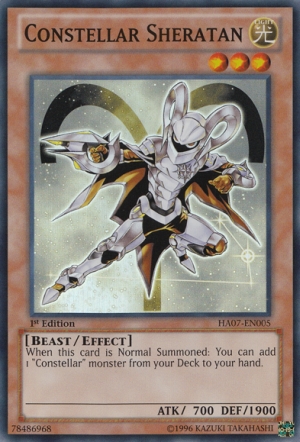 CONSTELLAR SHERATAN
LIGHT
光
1st Edition
HA07-EN005
[BEAST/EFFECT]
When this card is Normal Summoned: You can add
1 "Constellar" monster from your Deck to your hand.
ATK/ 700 DEF/1900
78486968
©1996 KAZUKI TAKAHASHI